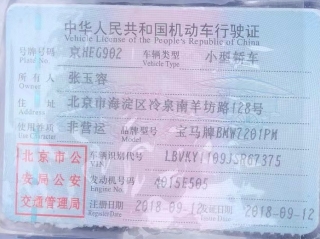 中华人民共和国机动车行驶证
Vehicle License of the People's Republic of China
号牌号码 京HEG902 车辆类型 小型轿车
Plate No. Vehicle Type
所有人 张玉容
Owner
住址 北京市海淀区冷泉南羊坊路128号
Address
使用性质 非营运 品牌型号 宝马牌BMW7201PM
Use Character
北京市公
安局公安
交通管理局
车辆识别代号
VIN
发动机号码 4015E505
Engine No.
注册日期 2018-09-12 发证日期 2018-09-12
Register Date Issue Date